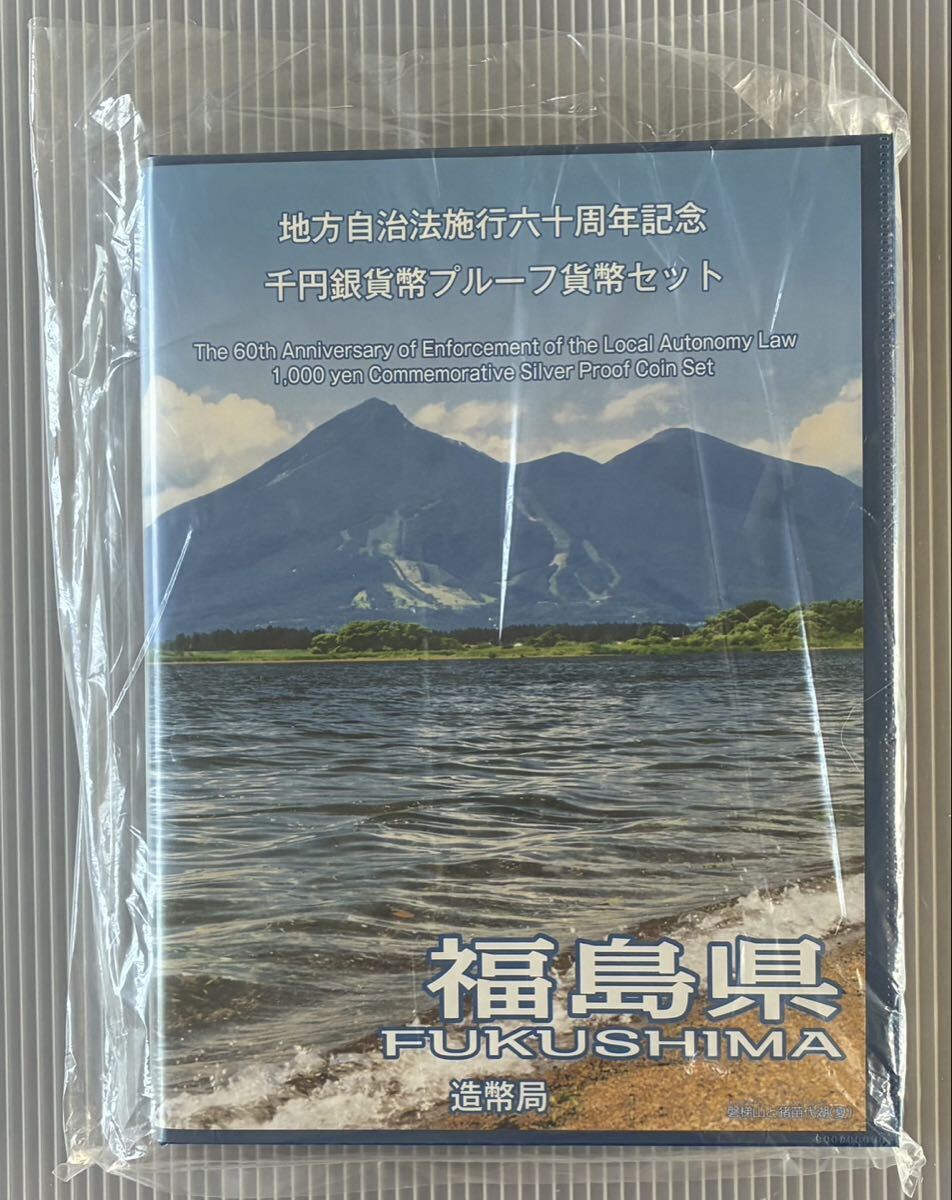 地方自治法施行六十周年記念
千円銀貨幣プルーフ貨幣セット
The 60th Anniversary of Enforcement of the Local Autonomy Law
1,000 yen Commemorative Silver Proof Coin Set
福島県
FUKUSHIMA
造幣局
磐梯山と猪苗代湖(夏)